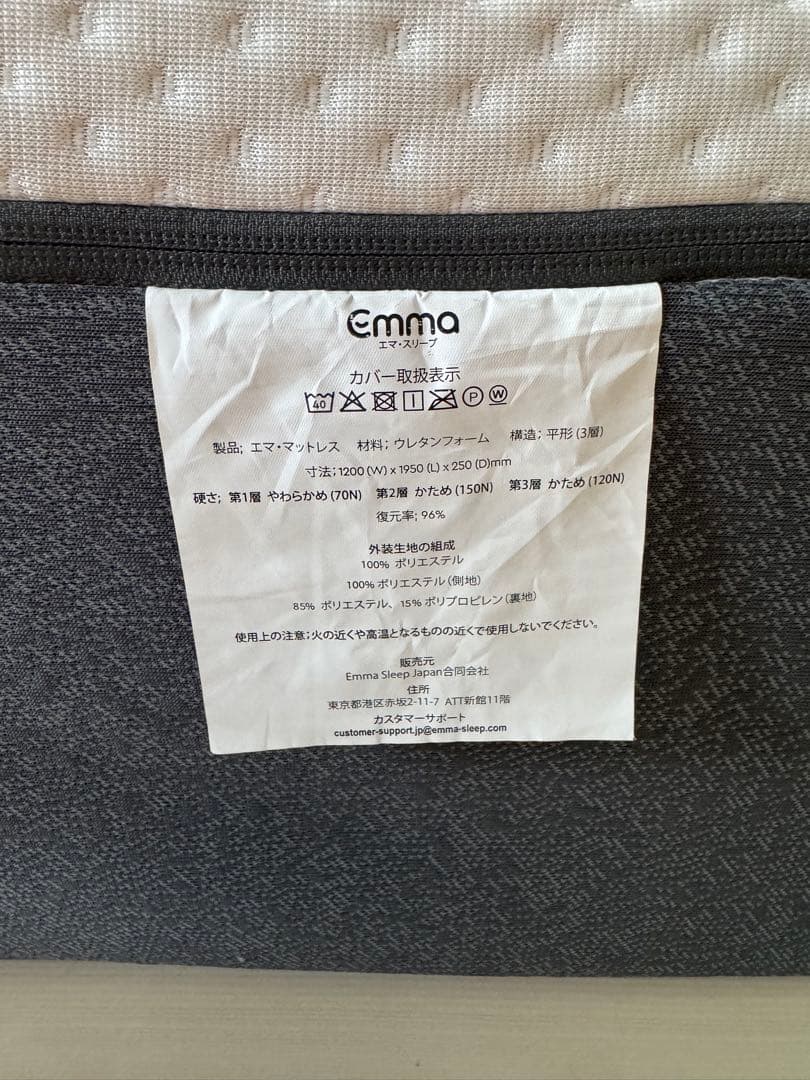 Emma
エマ・スリープ
カバー取扱表示
40 P W
製品; エマ・マットレス 材料; ウレタンフォーム 構造; 平形 (3層)
寸法; 1200 (W) x 1950 (L) x 250 (D)mm
硬さ; 第1層 やわらかめ (70N) 第2層 かため (150N) 第3層 かため (120N)
復元率; 96%
外装生地の組成
100% ポリエステル
100% ポリエステル (側地)
85% ポリエステル、15% ポリプロピレン (裏地)
使用上の注意; 火の近くや高温となるものの近くで使用しないでください。
販売元
Emma Sleep Japan合同会社
住所
東京都港区赤坂2-11-7 ATT新館11階
カスタマーサポート
customer-support.jp@emma-sleep.com